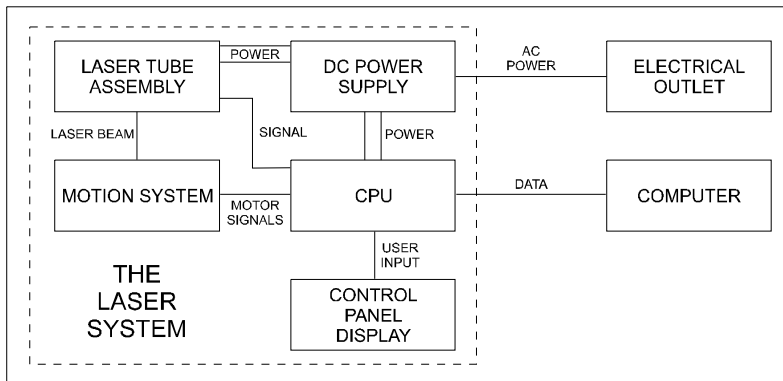 LASER TUBE
ASSEMBLY
POWER
DC POWER
SUPPLY
AC
POWER
ELECTRICAL
OUTLET
LASER BEAM
SIGNAL
POWER
MOTION SYSTEM
MOTOR
SIGNALS
CPU
DATA
COMPUTER
USER
INPUT
THE
LASER
SYSTEM
CONTROL
PANEL
DISPLAY